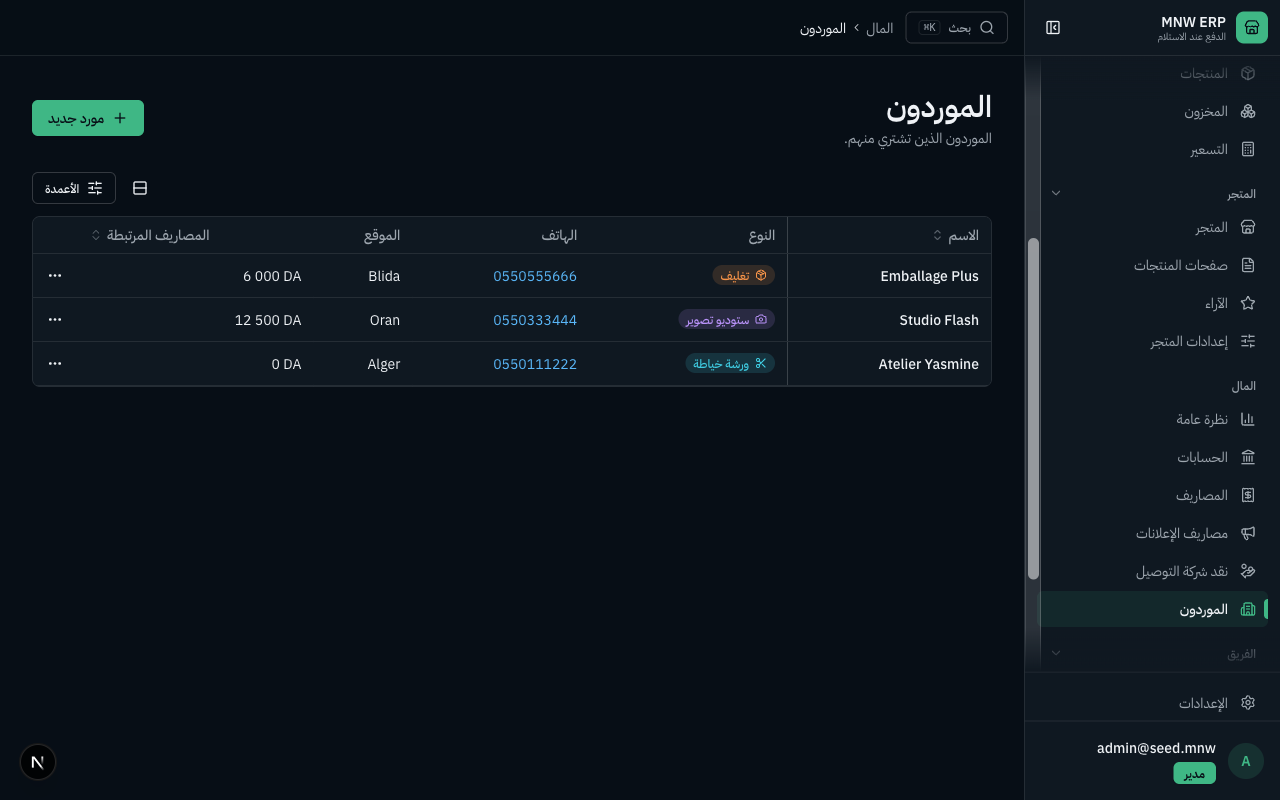 MNW ERP
الدفع عند الاستلام
المنتجات
المخزون
التسعير
المتجر
المتجر
صفحات المنتجات
الآراء
إعدادات المتجر
المال
نظرة عامة
الحسابات
المصاريف
مصاريف الإعلانات
نقد شركة التوصيل
الموردون
الفريق
الإعدادات
admin@seed.mnw
مدير
A
بحث ⌘K
المال › الموردون
الموردون
الموردون الذين تشتري منهم.
مورد جديد
الأعمدة
الاسم النوع الهاتف الموقع المصاريف المرتبطة
Emballage Plus تغليف 0550555666 Blida 6 000 DA
Studio Flash ستوديو تصوير 0550333444 Oran 12 500 DA
Atelier Yasmine ورشة خياطة 0550111222 Alger 0 DA
N